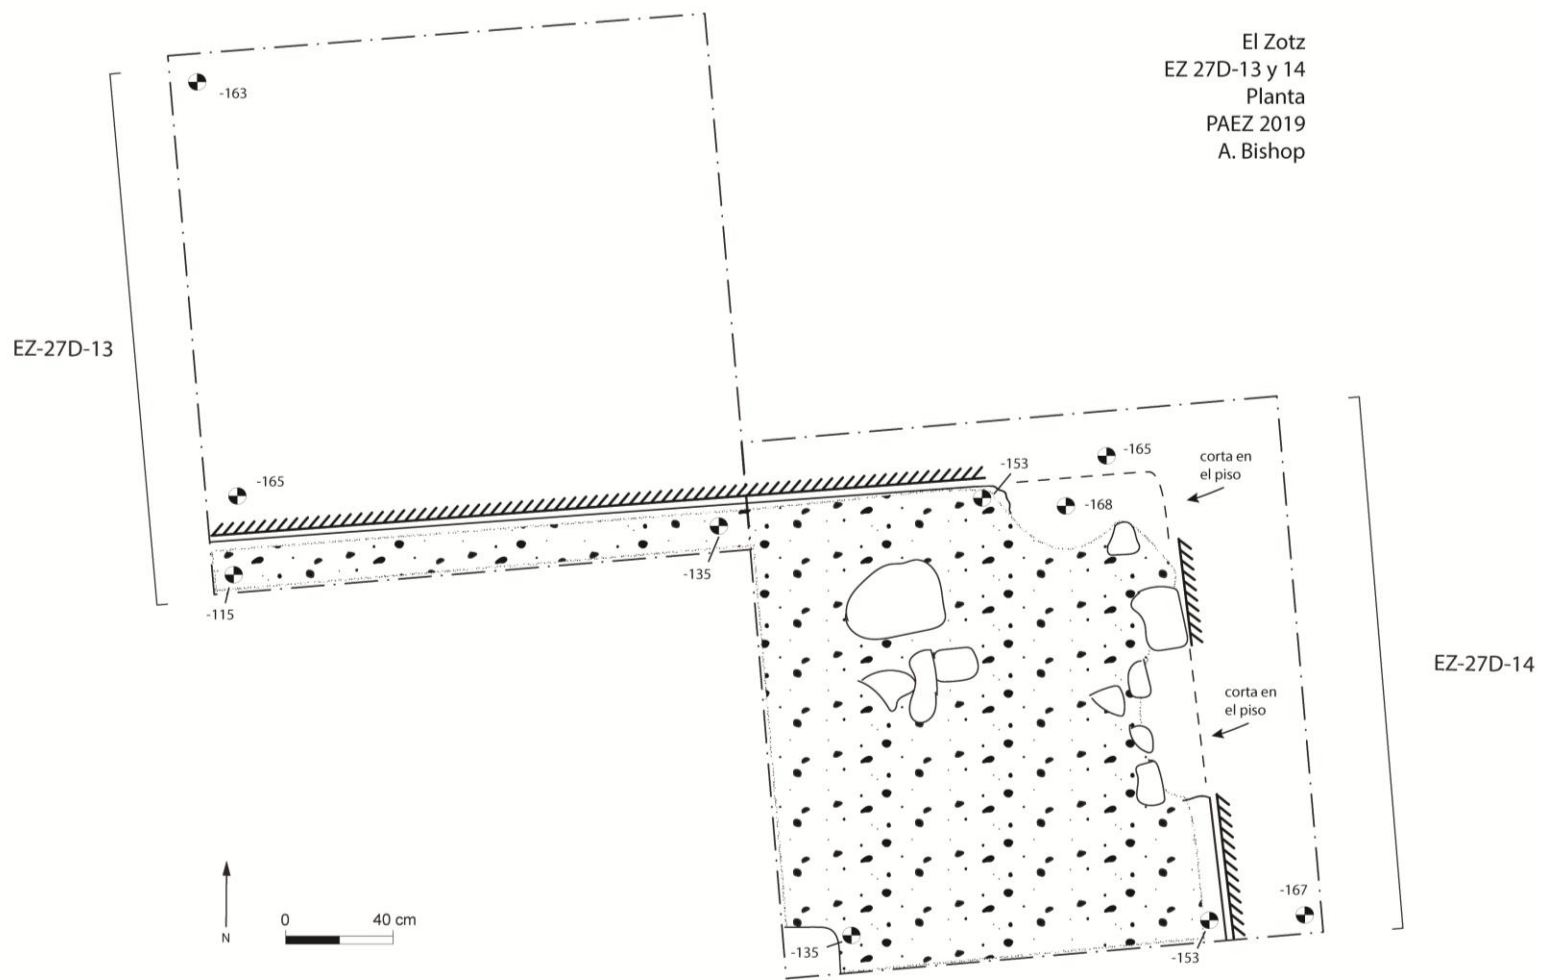 El Zotz
EZ 27D-13 y 14
Planta
PAEZ 2019
A. Bishop
-163
EZ-27D-13
-165
-153
-165
corta en
el piso
-168
-135
-115
EZ-27D-14
corta en
el piso
-167
0
40 cm
N
-135
-153